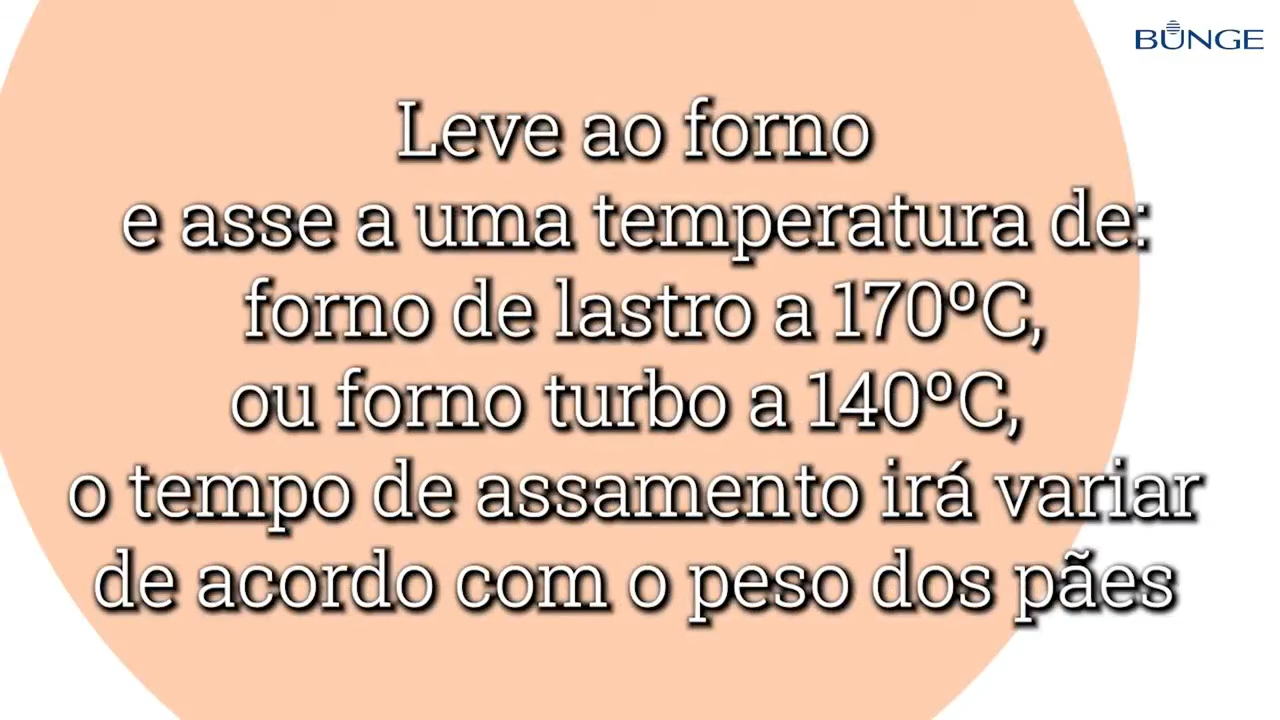 BUNGE
Leve ao forno
e asse a uma temperatura de:
forno de lastro a 170ºC,
ou forno turbo a 140ºC,
o tempo de assamento irá variar
de acordo com o peso dos pães